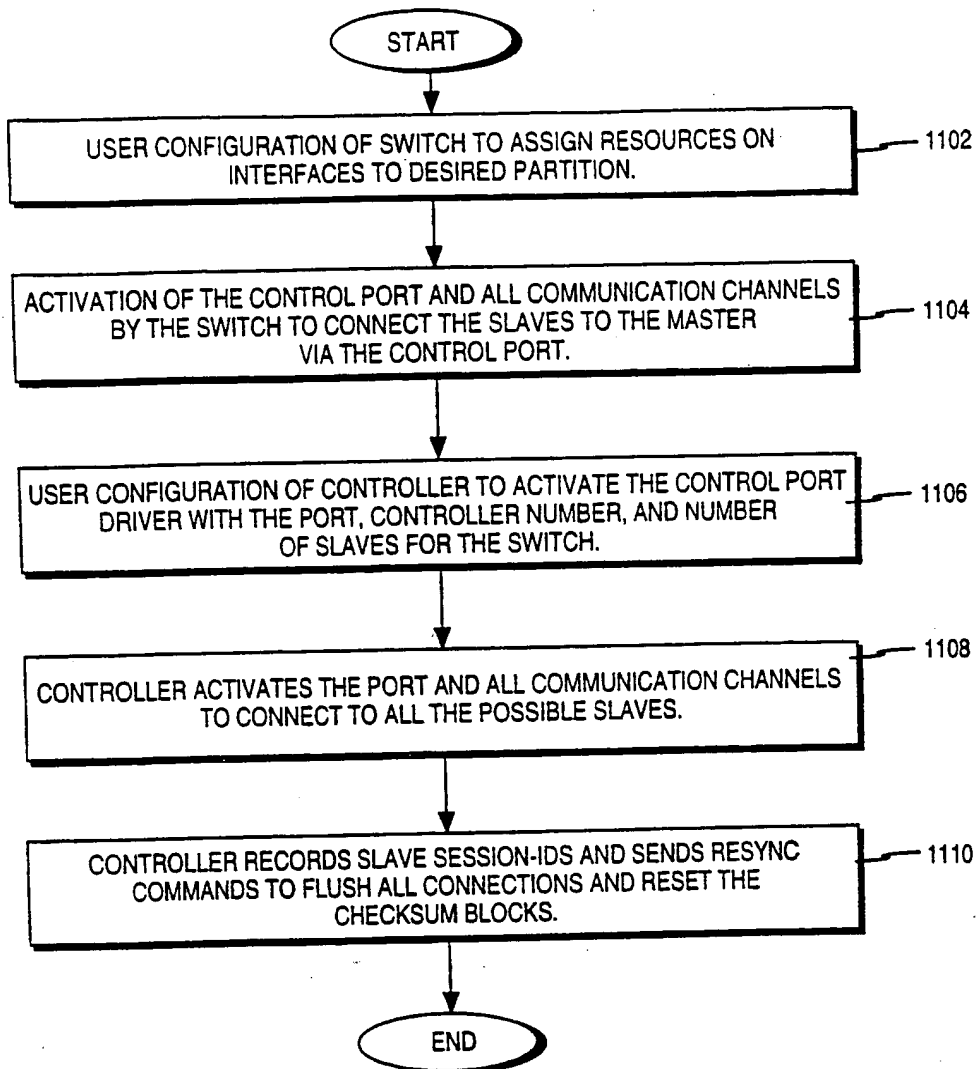 START
USER CONFIGURATION OF SWITCH TO ASSIGN RESOURCES ON
INTERFACES TO DESIRED PARTITION.
1102
ACTIVATION OF THE CONTROL PORT AND ALL COMMUNICATION CHANNELS
BY THE SWITCH TO CONNECT THE SLAVES TO THE MASTER
VIA THE CONTROL PORT.
1104
USER CONFIGURATION OF CONTROLLER TO ACTIVATE THE CONTROL PORT
DRIVER WITH THE PORT, CONTROLLER NUMBER, AND NUMBER
OF SLAVES FOR THE SWITCH.
1106
CONTROLLER ACTIVATES THE PORT AND ALL COMMUNICATION CHANNELS
TO CONNECT TO ALL THE POSSIBLE SLAVES.
1108
CONTROLLER RECORDS SLAVE SESSION-IDS AND SENDS RESYNC
COMMANDS TO FLUSH ALL CONNECTIONS AND RESET THE
CHECKSUM BLOCKS.
1110
END